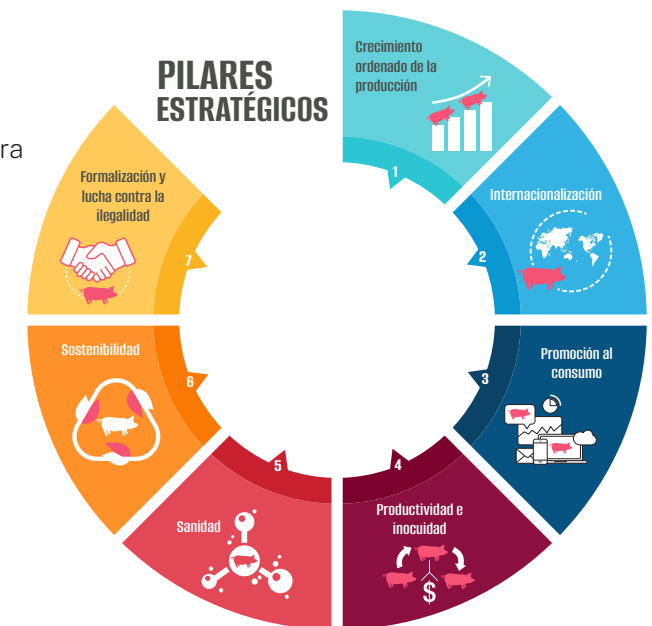 PILARES
ESTRATÉGICOS
ra
Crecimiento
ordenado de la
producción
1
Internacionalización
2
Promoción al
consumo
3
Productividad e
inocuidad
4
$
Sanidad
5
Sostenibilidad
6
Formalización y
lucha contra la
ilegalidad
7